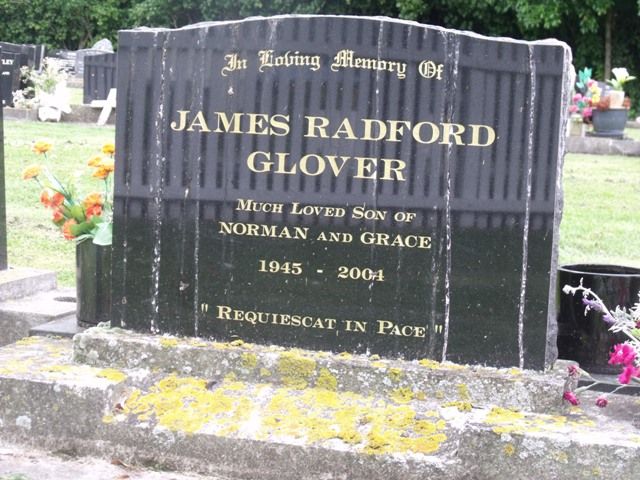 In Loving Memory Of
JAMES RADFORD
GLOVER
MUCH LOVED SON OF
NORMAN AND GRACE
1945 - 2004
" REQUIESCAT IN PACE "